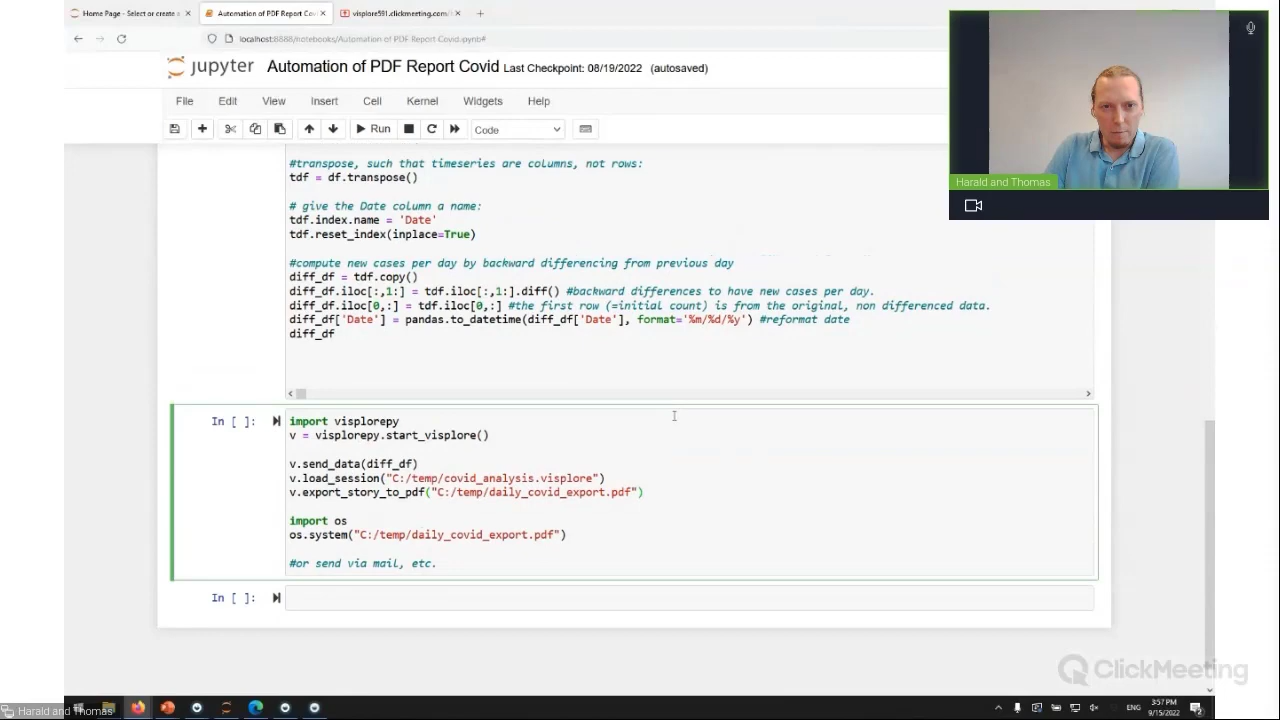 Home Page - Select or create a
Automation of PDF Report Covi
visplore591.clickmeeting.com/
localhost:8888/notebooks/Automation of PDF Report Covid.ipynb#
jupyter Automation of PDF Report Covid Last Checkpoint: 08/19/2022 (autosaved)
File Edit View Insert Cell Kernel Widgets Help
Run Code
#transpose, such that timeseries are columns, not rows:
tdf = df.transpose()
# give the Date column a name:
tdf.index.name = 'Date'
tdf.reset_index(inplace=True)
#compute new cases per day by backward differencing from previous day
diff_df = tdf.copy()
diff_df.iloc[:,1:] = tdf.iloc[:,1:].diff() #backward differences to have new cases per day.
diff_df.iloc[0,:] = tdf.iloc[0,:] #the first row (=initial count) is from the original, non differenced data.
diff_df['Date'] = pandas.to_datetime(diff_df['Date'], format='%m/%d/%y') #reformat date
diff_df
In [ ]:
import visplorepy
v = visplorepy.start_visplore()
v.send_data(diff_df)
v.load_session("C:/temp/covid_analysis.visplore")
v.export_story_to_pdf("C:/temp/daily_covid_export.pdf")
import os
os.system("C:/temp/daily_covid_export.pdf")
#or send via mail, etc.
In [ ]:
Harald and Thomas
ClickMeeting
Harald and Thomas
ENG
3:57 PM
9/15/2022
2